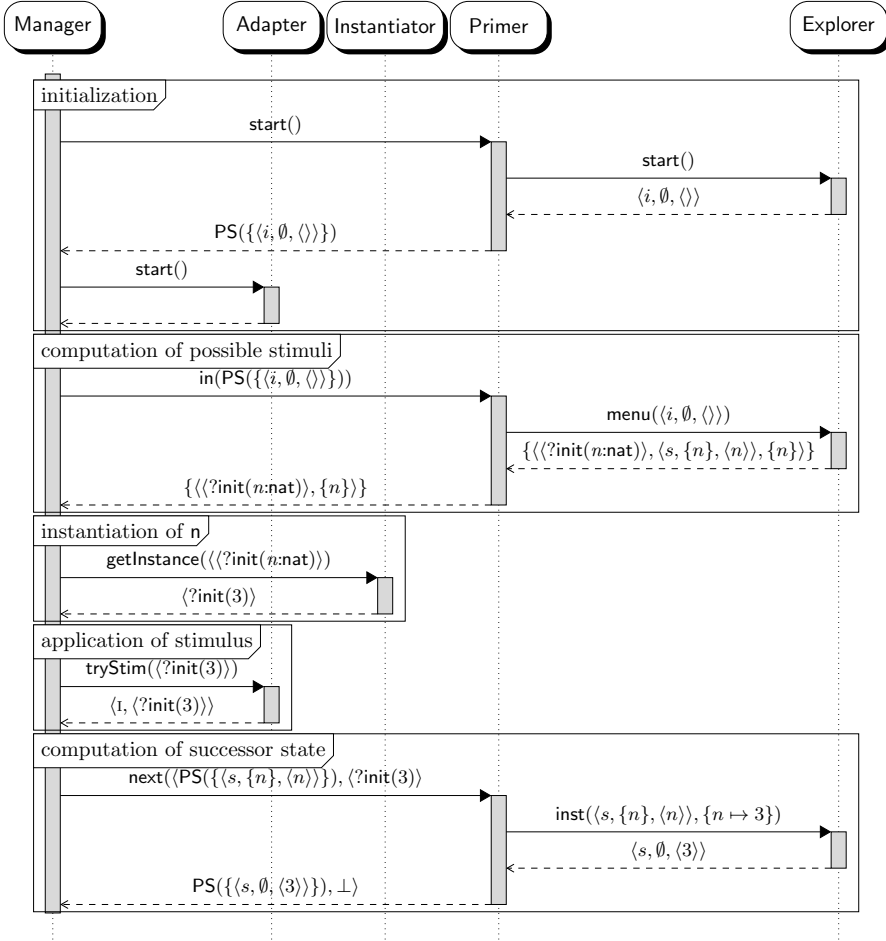 Manager Adapter Instantiator Primer Explorer
initialization
start()
start()
⟨i, ∅, ⟨⟩⟩
PS({⟨i, ∅, ⟨⟩⟩})
start()
computation of possible stimuli
in(PS({⟨i, ∅, ⟨⟩⟩}))
menu(⟨i, ∅, ⟨⟩⟩)
{⟨⟨?init(n:nat)⟩, ⟨s, {n}, ⟨n⟩⟩, {n}⟩}
{⟨⟨?init(n:nat)⟩, {n}⟩}
instantiation of n
getInstance(⟨⟨?init(n:nat)⟩)
⟨?init(3)⟩
application of stimulus
tryStim(⟨?init(3)⟩)
⟨I, ⟨?init(3)⟩⟩
computation of successor state
next(⟨PS({⟨s, {n}, ⟨n⟩⟩}), ⟨?init(3)⟩
inst(⟨s, {n}, ⟨n⟩⟩, {n ↦ 3})
⟨s, ∅, ⟨3⟩⟩
PS({⟨s, ∅, ⟨3⟩⟩}), ⊥⟩